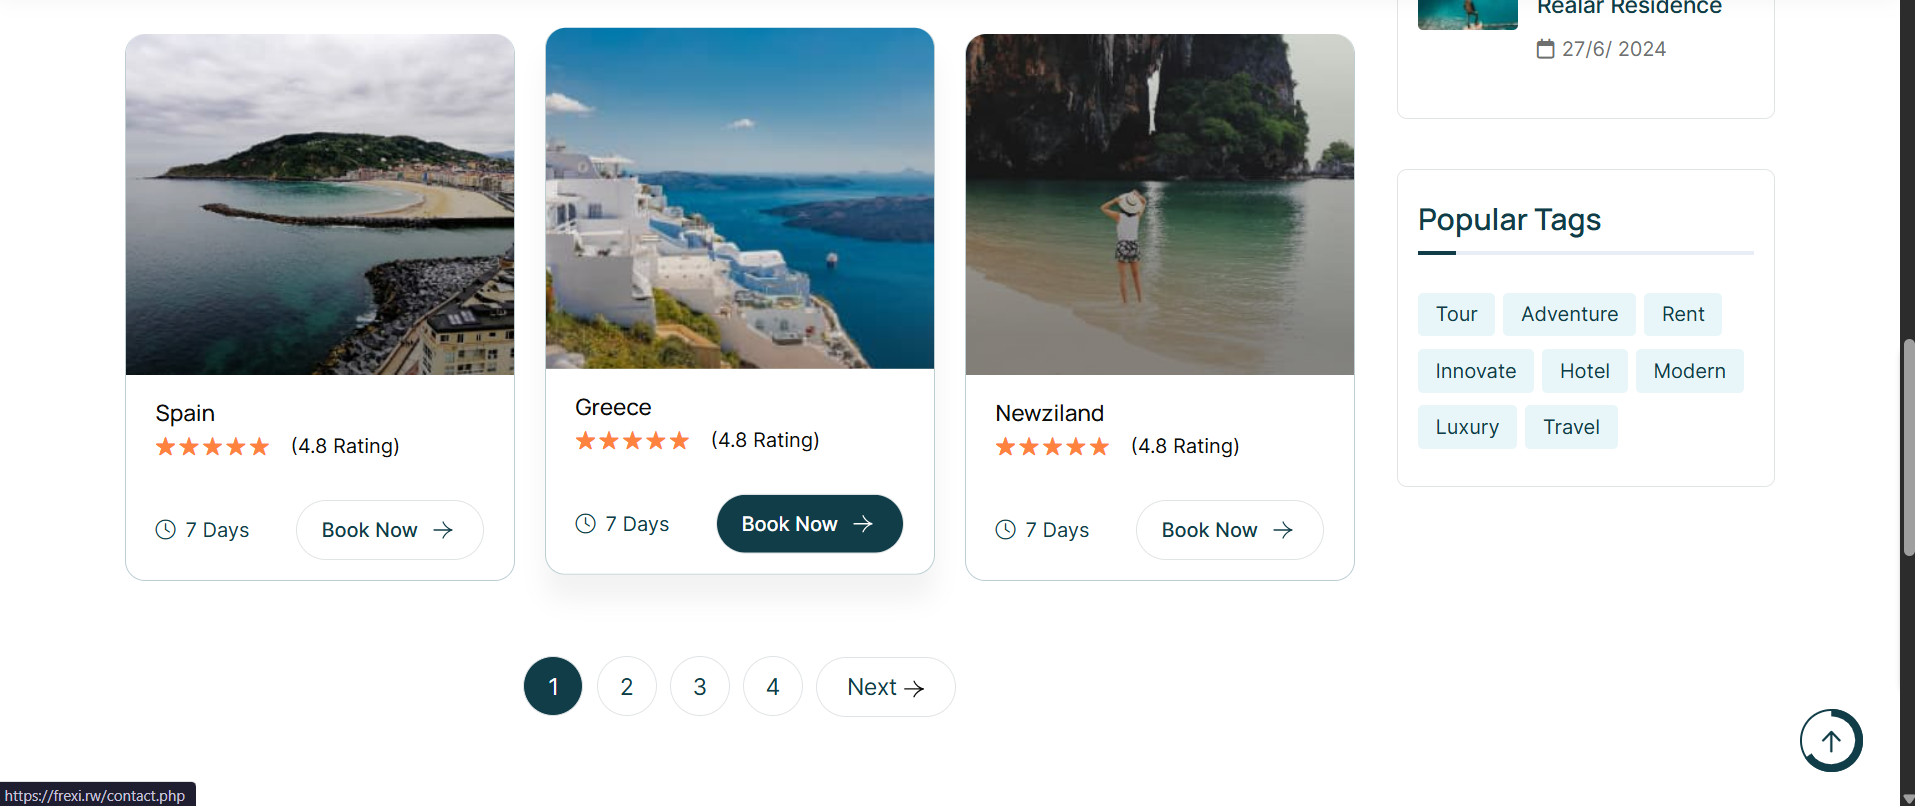 Realar Residence
27/6/ 2024
Spain
(4.8 Rating)
7 Days
Book Now
Greece
(4.8 Rating)
7 Days
Book Now
Newziland
(4.8 Rating)
7 Days
Book Now
Popular Tags
Tour Adventure Rent
Innovate Hotel Modern
Luxury Travel
1 2 3 4 Next
https://frexi.rw/contact.php